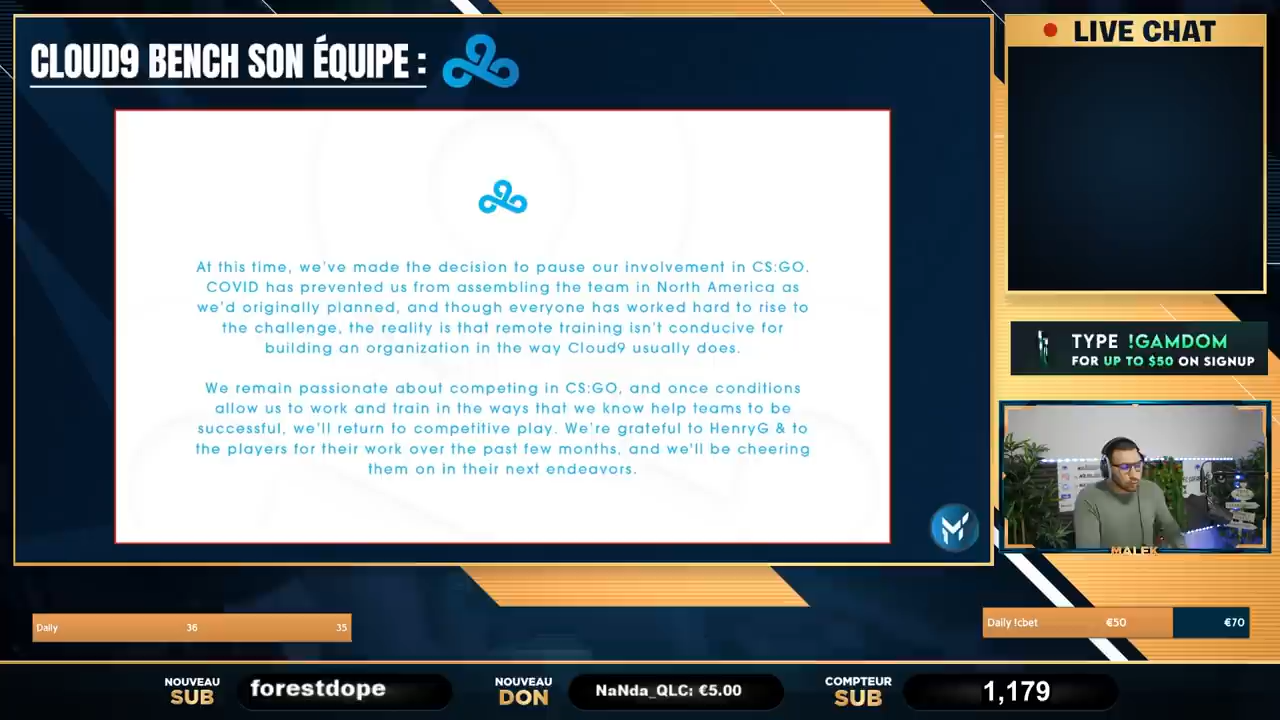 CLOUD9 BENCH SON ÉQUIPE :
At this time, we've made the decision to pause our involvement in CS:GO.
COVID has prevented us from assembling the team in North America as
we'd originally planned, and though everyone has worked hard to rise to
the challenge, the reality is that remote training isn't conducive for
building an organization in the way Cloud9 usually does.
We remain passionate about competing in CS:GO, and once conditions
allow us to work and train in the ways that we know help teams to be
successful, we'll return to competitive play. We're grateful to HenryG & to
the players for their work over the past few months, and we'll be cheering
them on in their next endeavors.
LIVE CHAT
TYPE !GAMDOM
FOR UP TO $50 ON SIGNUP
MALEK
Daily 36 35
Daily !cbet €50 €70
NOUVEAU
SUB
forestdope
NOUVEAU
DON
NaNda_QLC: €5.00
COMPTEUR
SUB
1,179